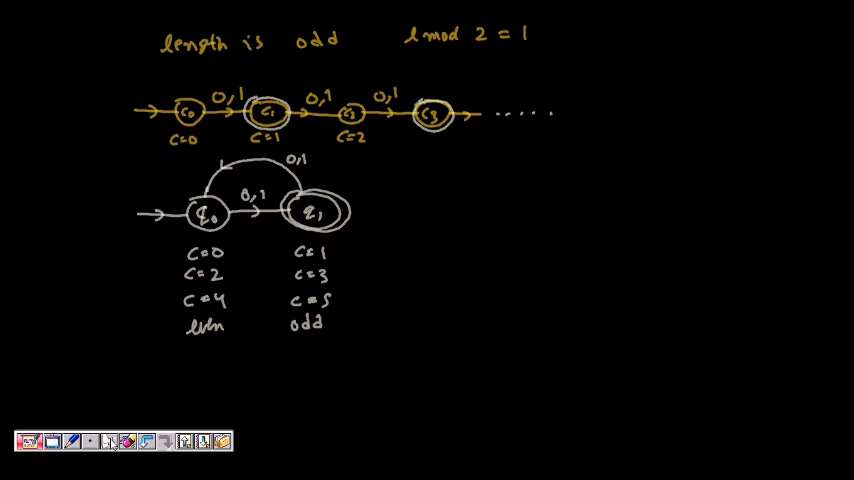 length is odd l mod 2 = 1
0,1 0,1 0,1
c0 c1 c2 c3 .....
c=0 c=1 c=2
0,1
0,1
q0 q1
c=0 c=1
c=2 c=3
c=4 c=5
even odd